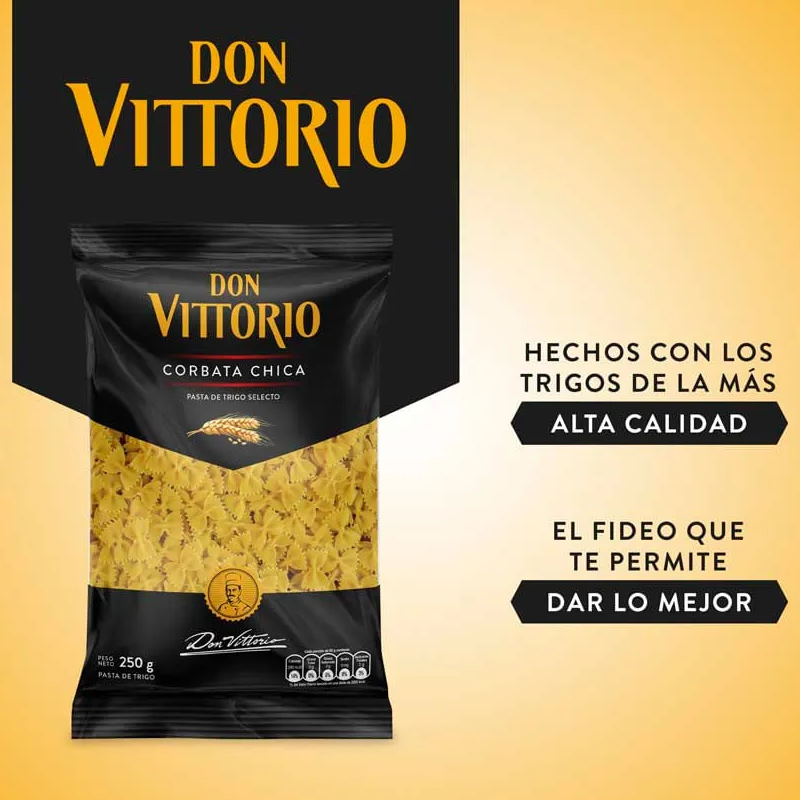 DON
VITTORIO
DON
VITTORIO
CORBATA CHICA
PASTA DE TRIGO SELECTO
Don Vittorio
PESO
NETO 250 g
PASTA DE TRIGO
HECHOS CON LOS
TRIGOS DE LA MÁS
ALTA CALIDAD
EL FIDEO QUE
TE PERMITE
DAR LO MEJOR